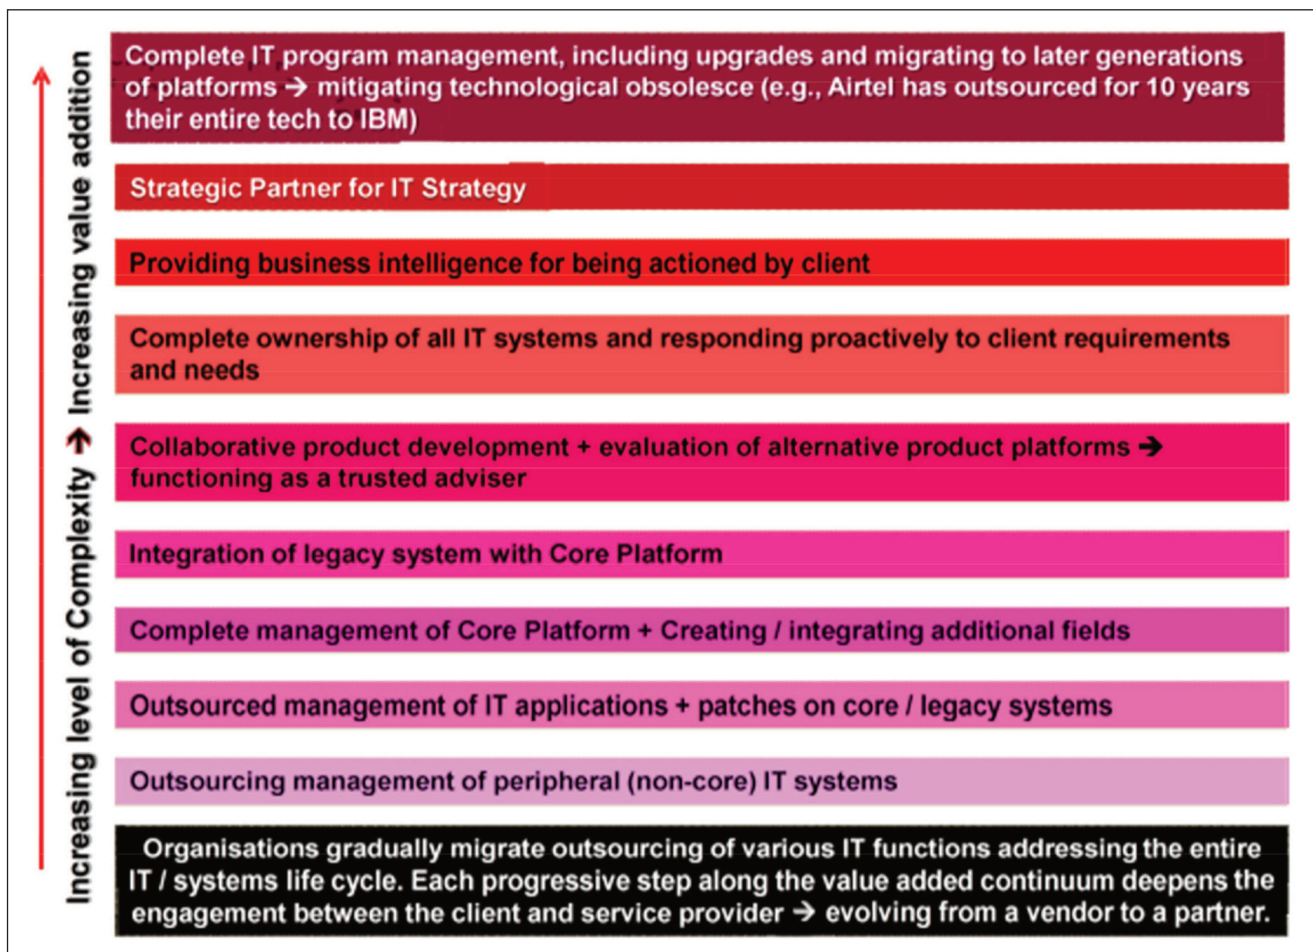 Increasing level of Complexity ➔ Increasing value addition
Complete IT program management, including upgrades and migrating to later generations
of platforms ➔ mitigating technological obsolesce (e.g., Airtel has outsourced for 10 years
their entire tech to IBM)
Strategic Partner for IT Strategy
Providing business intelligence for being actioned by client
Complete ownership of all IT systems and responding proactively to client requirements
and needs
Collaborative product development + evaluation of alternative product platforms ➔
functioning as a trusted adviser
Integration of legacy system with Core Platform
Complete management of Core Platform + Creating / integrating additional fields
Outsourced management of IT applications + patches on core / legacy systems
Outsourcing management of peripheral (non-core) IT systems
Organisations gradually migrate outsourcing of various IT functions addressing the entire
IT / systems life cycle. Each progressive step along the value added continuum deepens the
engagement between the client and service provider ➔ evolving from a vendor to a partner.